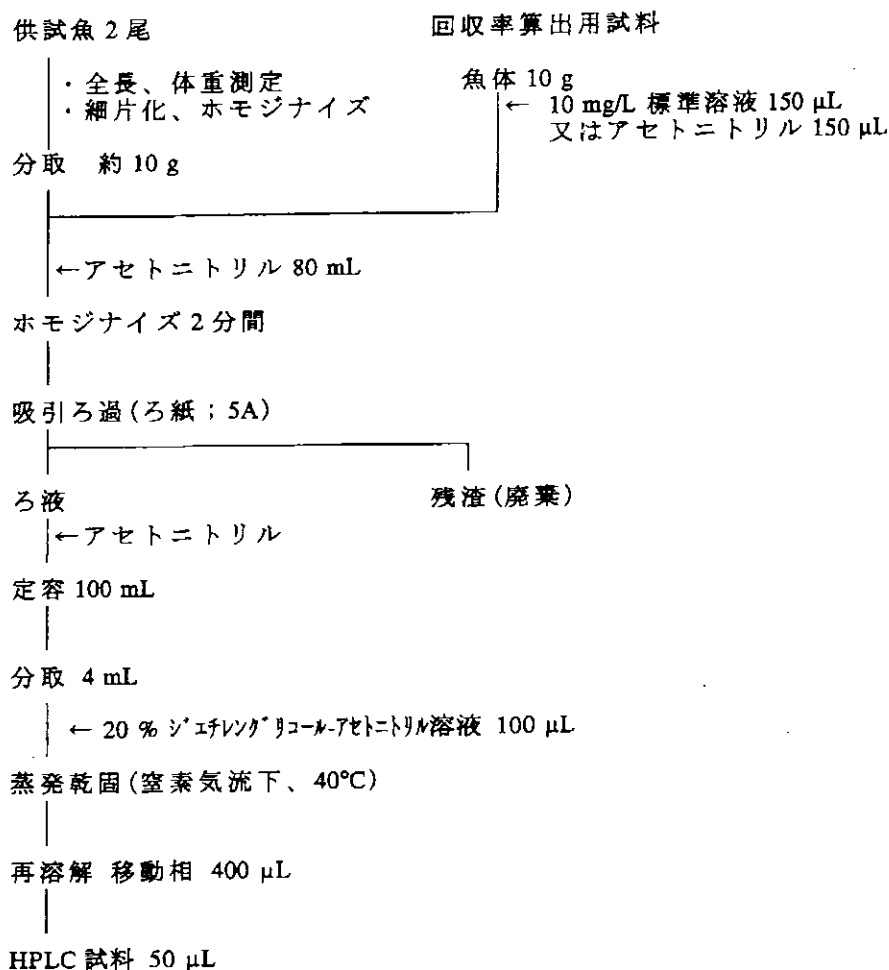 供試魚 2 尾
・全長、体重測定
・細片化、ホモジナイズ
分取 約 10 g
回収率算出用試料
魚体 10 g
← 10 mg/L 標準溶液 150 μL
又はアセトニトリル 150 μL
←アセトニトリル 80 mL
ホモジナイズ 2 分間
吸引ろ過(ろ紙；5A)
ろ液
残渣(廃棄)
←アセトニトリル
定容 100 mL
分取 4 mL
← 20 % ｼﾞｴﾁﾚﾝｸﾞﾘｺｰﾙ-ｱｾﾄﾆﾄﾘﾙ溶液 100 μL
蒸発乾固(窒素気流下、40℃)
再溶解 移動相 400 μL
HPLC 試料 50 μL